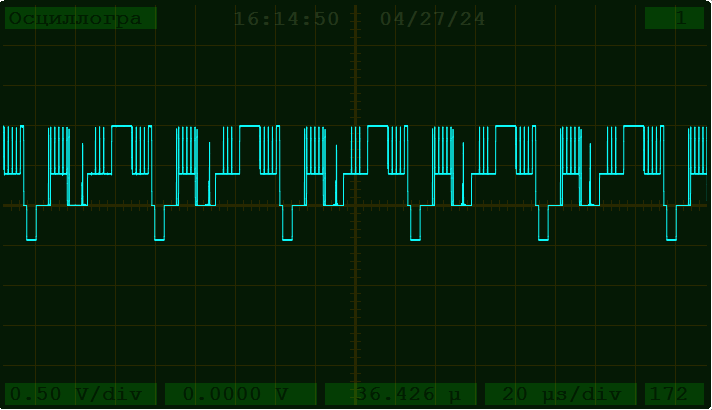 Осциллогра 16:14:50 04/27/24 1
0.50 V/div 0.0000 V 36.426 µ 20 µs/div 172